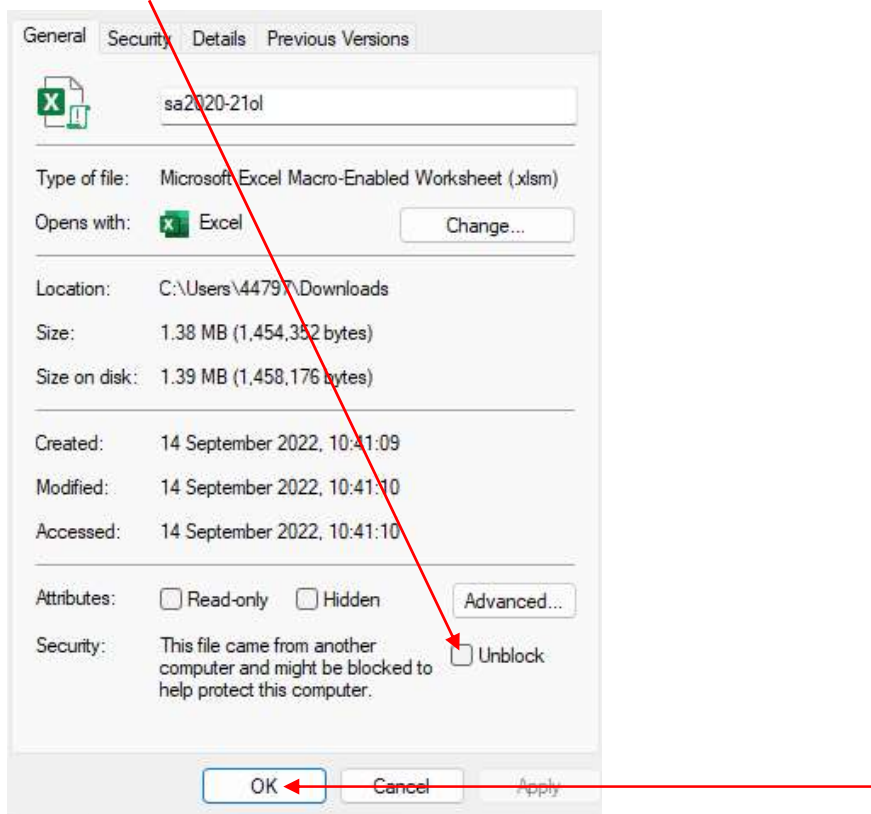 General Security Details Previous Versions
sa2020-21ol
Type of file: Microsoft Excel Macro-Enabled Worksheet (.xlsm)
Opens with: Excel Change...
Location: C:\Users\44797\Downloads
Size: 1.38 MB (1,454,352 bytes)
Size on disk: 1.39 MB (1,458,176 bytes)
Created: 14 September 2022, 10:41:09
Modified: 14 September 2022, 10:41:10
Accessed: 14 September 2022, 10:41:10
Attributes: Read-only Hidden Advanced...
Security: This file came from another
computer and might be blocked to
help protect this computer.
Unblock
OK Cancel Apply